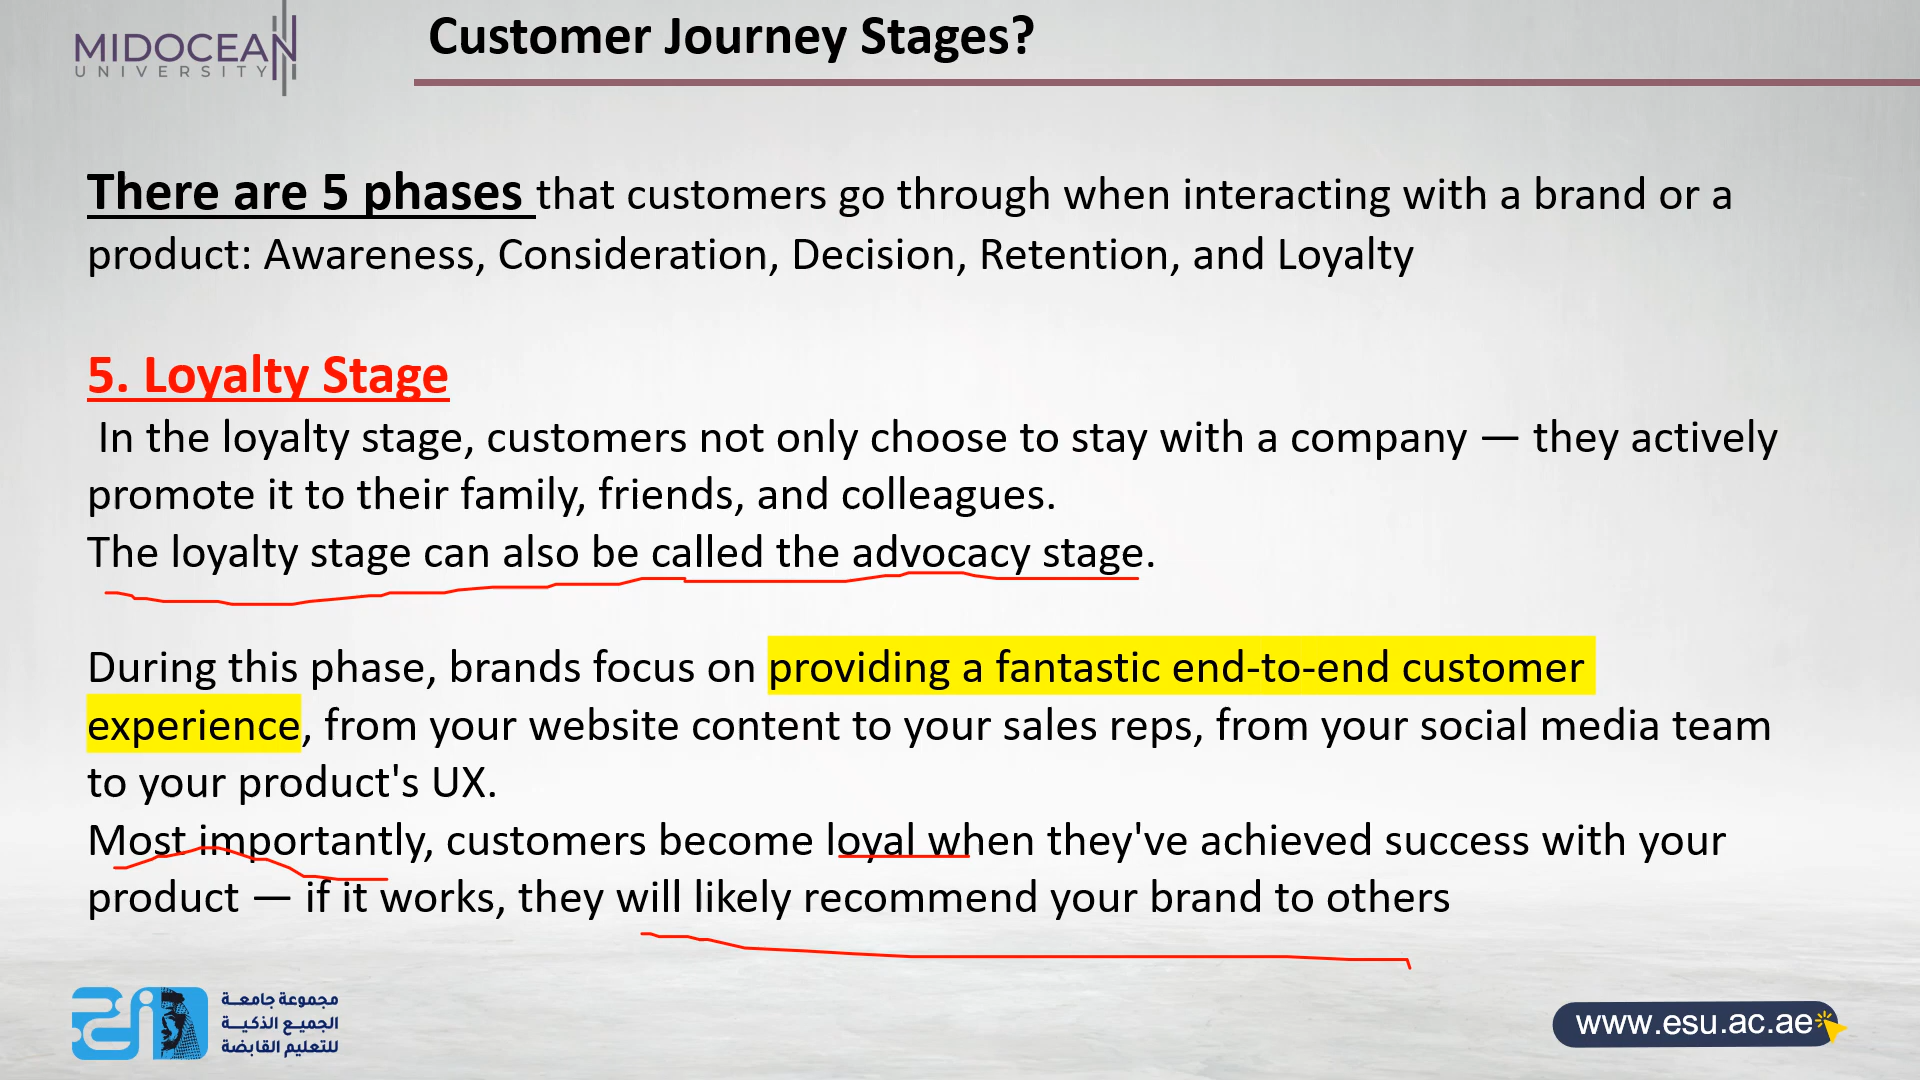 MIDOCEAN
UNIVERSITY
Customer Journey Stages?
There are 5 phases that customers go through when interacting with a brand or a
product: Awareness, Consideration, Decision, Retention, and Loyalty
5. Loyalty Stage
In the loyalty stage, customers not only choose to stay with a company — they actively
promote it to their family, friends, and colleagues.
The loyalty stage can also be called the advocacy stage.
During this phase, brands focus on providing a fantastic end-to-end customer
experience, from your website content to your sales reps, from your social media team
to your product's UX.
Most importantly, customers become loyal when they've achieved success with your
product — if it works, they will likely recommend your brand to others
مجموعة جامعة
الجميع الذكية
للتعليم القابضة
www.esu.ac.ae